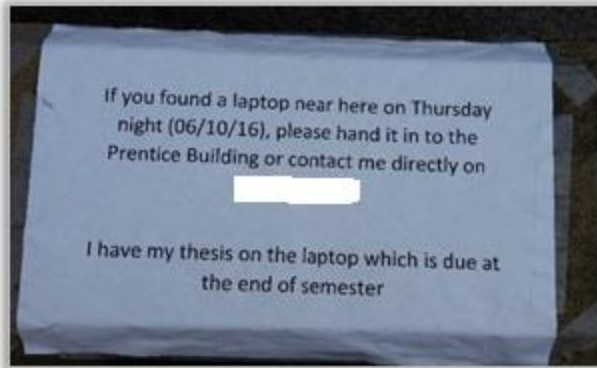 If you found a laptop near here on Thursday
night (06/10/16), please hand it in to the
Prentice Building or contact me directly on
I have my thesis on the laptop which is due at
the end of semester